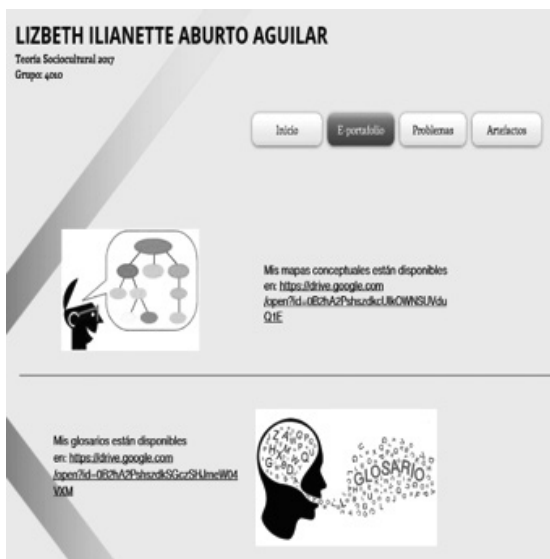 LIZBETH ILIANETTE ABURTO AGUILAR
Teoría Sociocultural 2017
Grupo: 4010
Inicio E-portafolio Problemas Artefactos
Mis mapas conceptuales están disponibles
en: https://drive.google.com
Mis glosarios están disponibles
en: https://drive.google.com
GLOSARIO